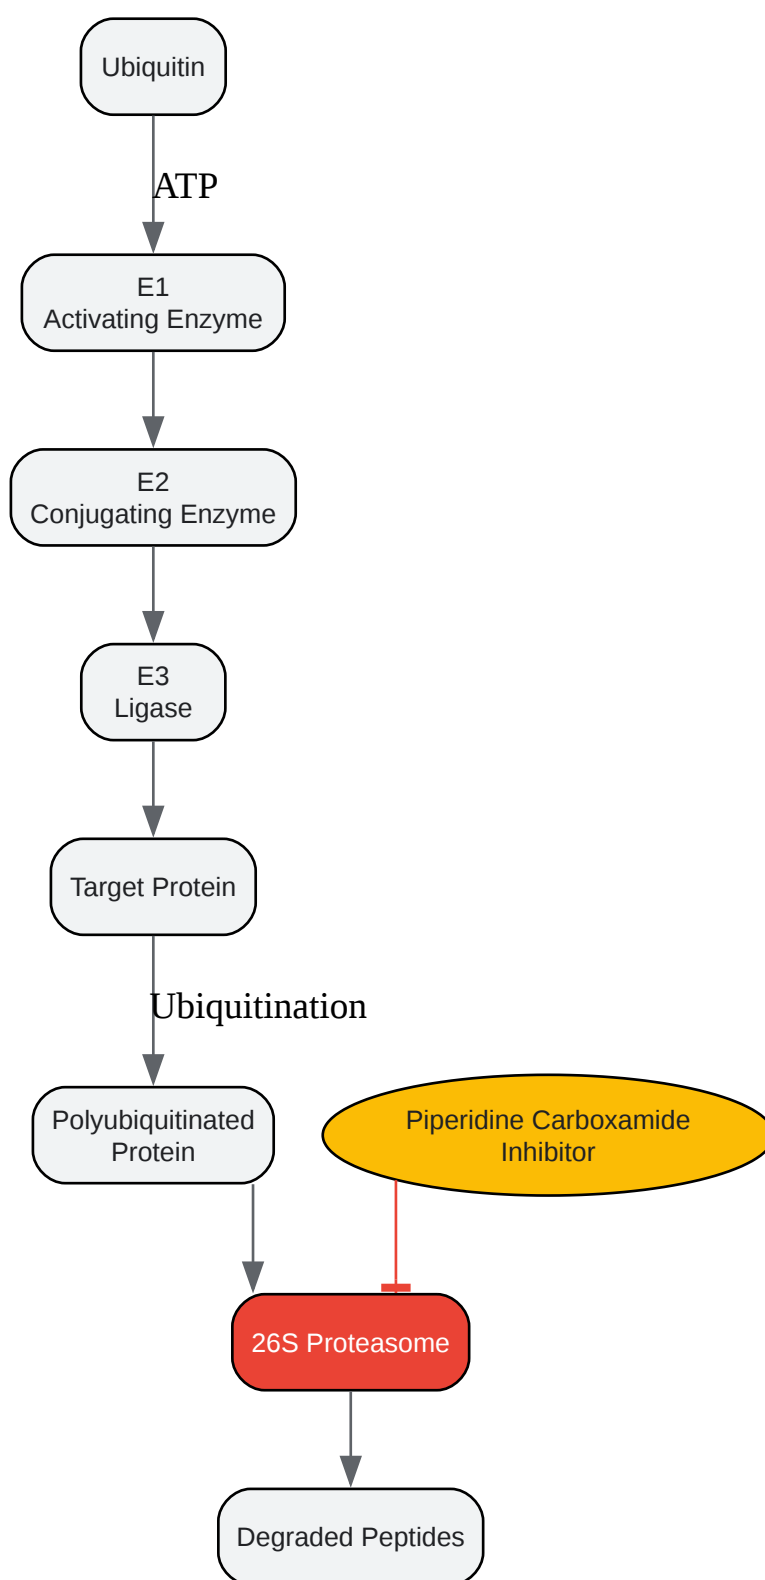 Ubiquitin
ATP
E1
Activating Enzyme
E2
Conjugating Enzyme
E3
Ligase
Target Protein
Ubiquitination
Polyubiquitinated
Protein
Piperidine Carboxamide
Inhibitor
26S Proteasome
Degraded Peptides